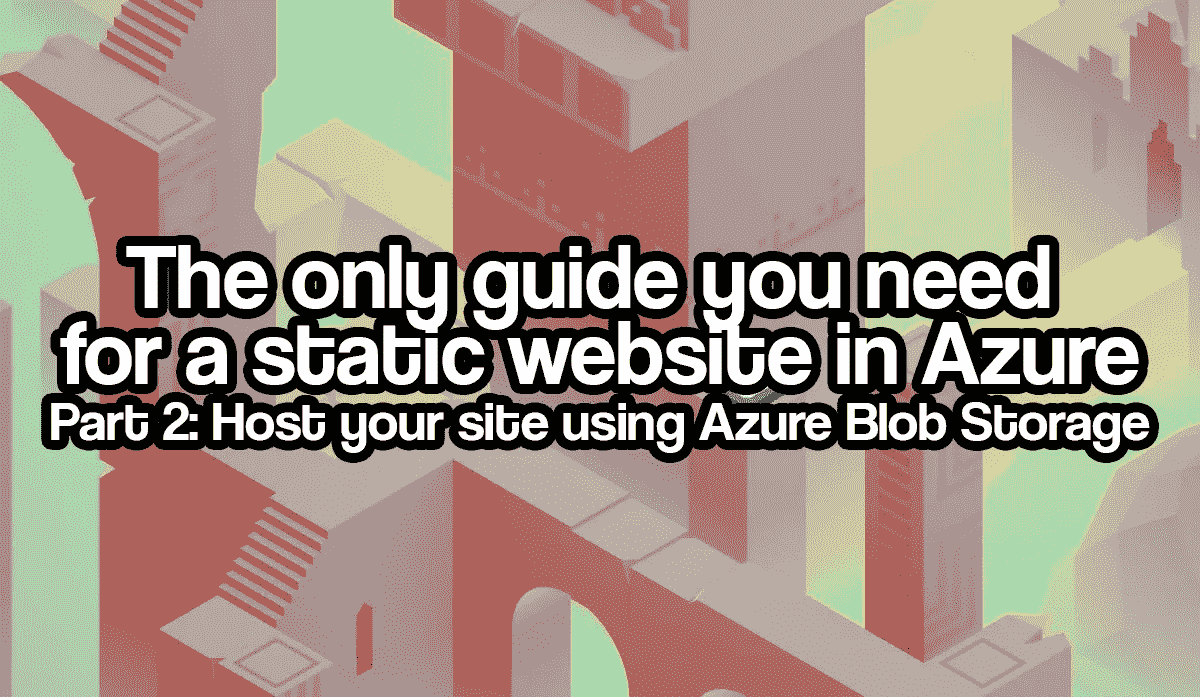 The only guide you need
for a static website in Azure
Part 2: Host your site using Azure Blob Storage